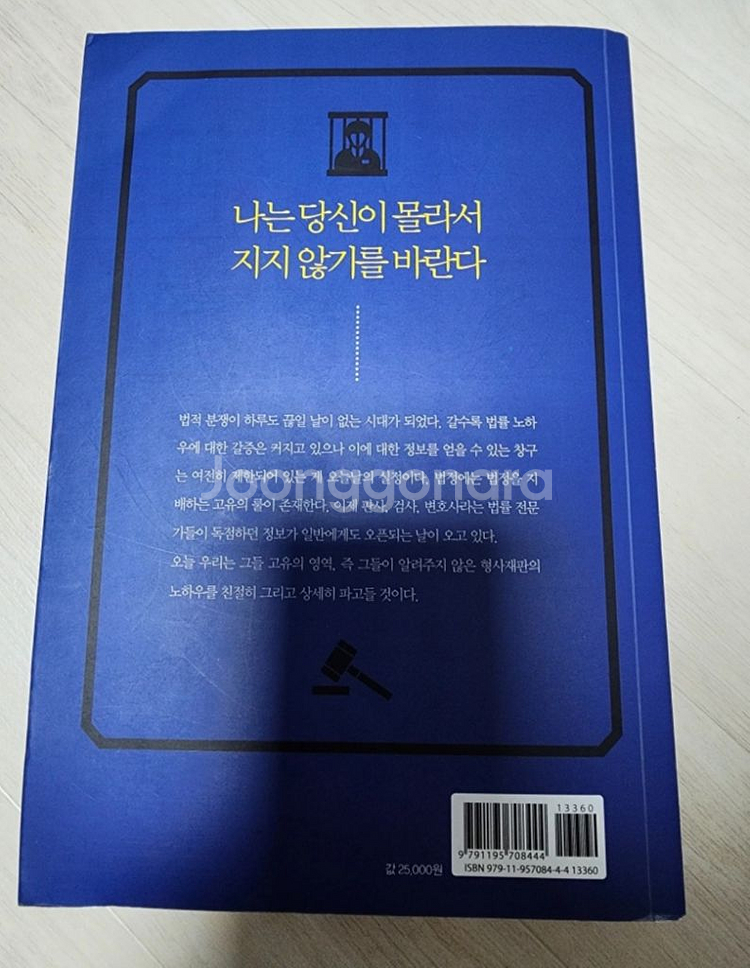 나는 당신이 몰라서
지지 않기를 바란다
법적 분쟁이 하루도 끊일 날이 없는 시대가 되었다. 갈수록 법률 노하
우에 대한 갈증은 커지고 있으나 이에 대한 정보를 얻을 수 있는 창구
는 여전히 제한되어 있는 것이 오늘날의 실정이다. 법정에는 법정을 지
배하는 고유의 룰이 존재한다. 이제 판사, 검사, 변호사라는 법률 전문
가들이 독점하던 정보가 일반에게도 오픈되는 날이 오고 있다.
오늘 우리는 그들 고유의 영역, 즉 그들이 알려주지 않은 형사재판의
노하우를 친절히 그리고 상세히 파고들 것이다.
Joonggonara
13360
9 791195 708444
값 25,000원
ISBN 979-11-957084-4-4 13360